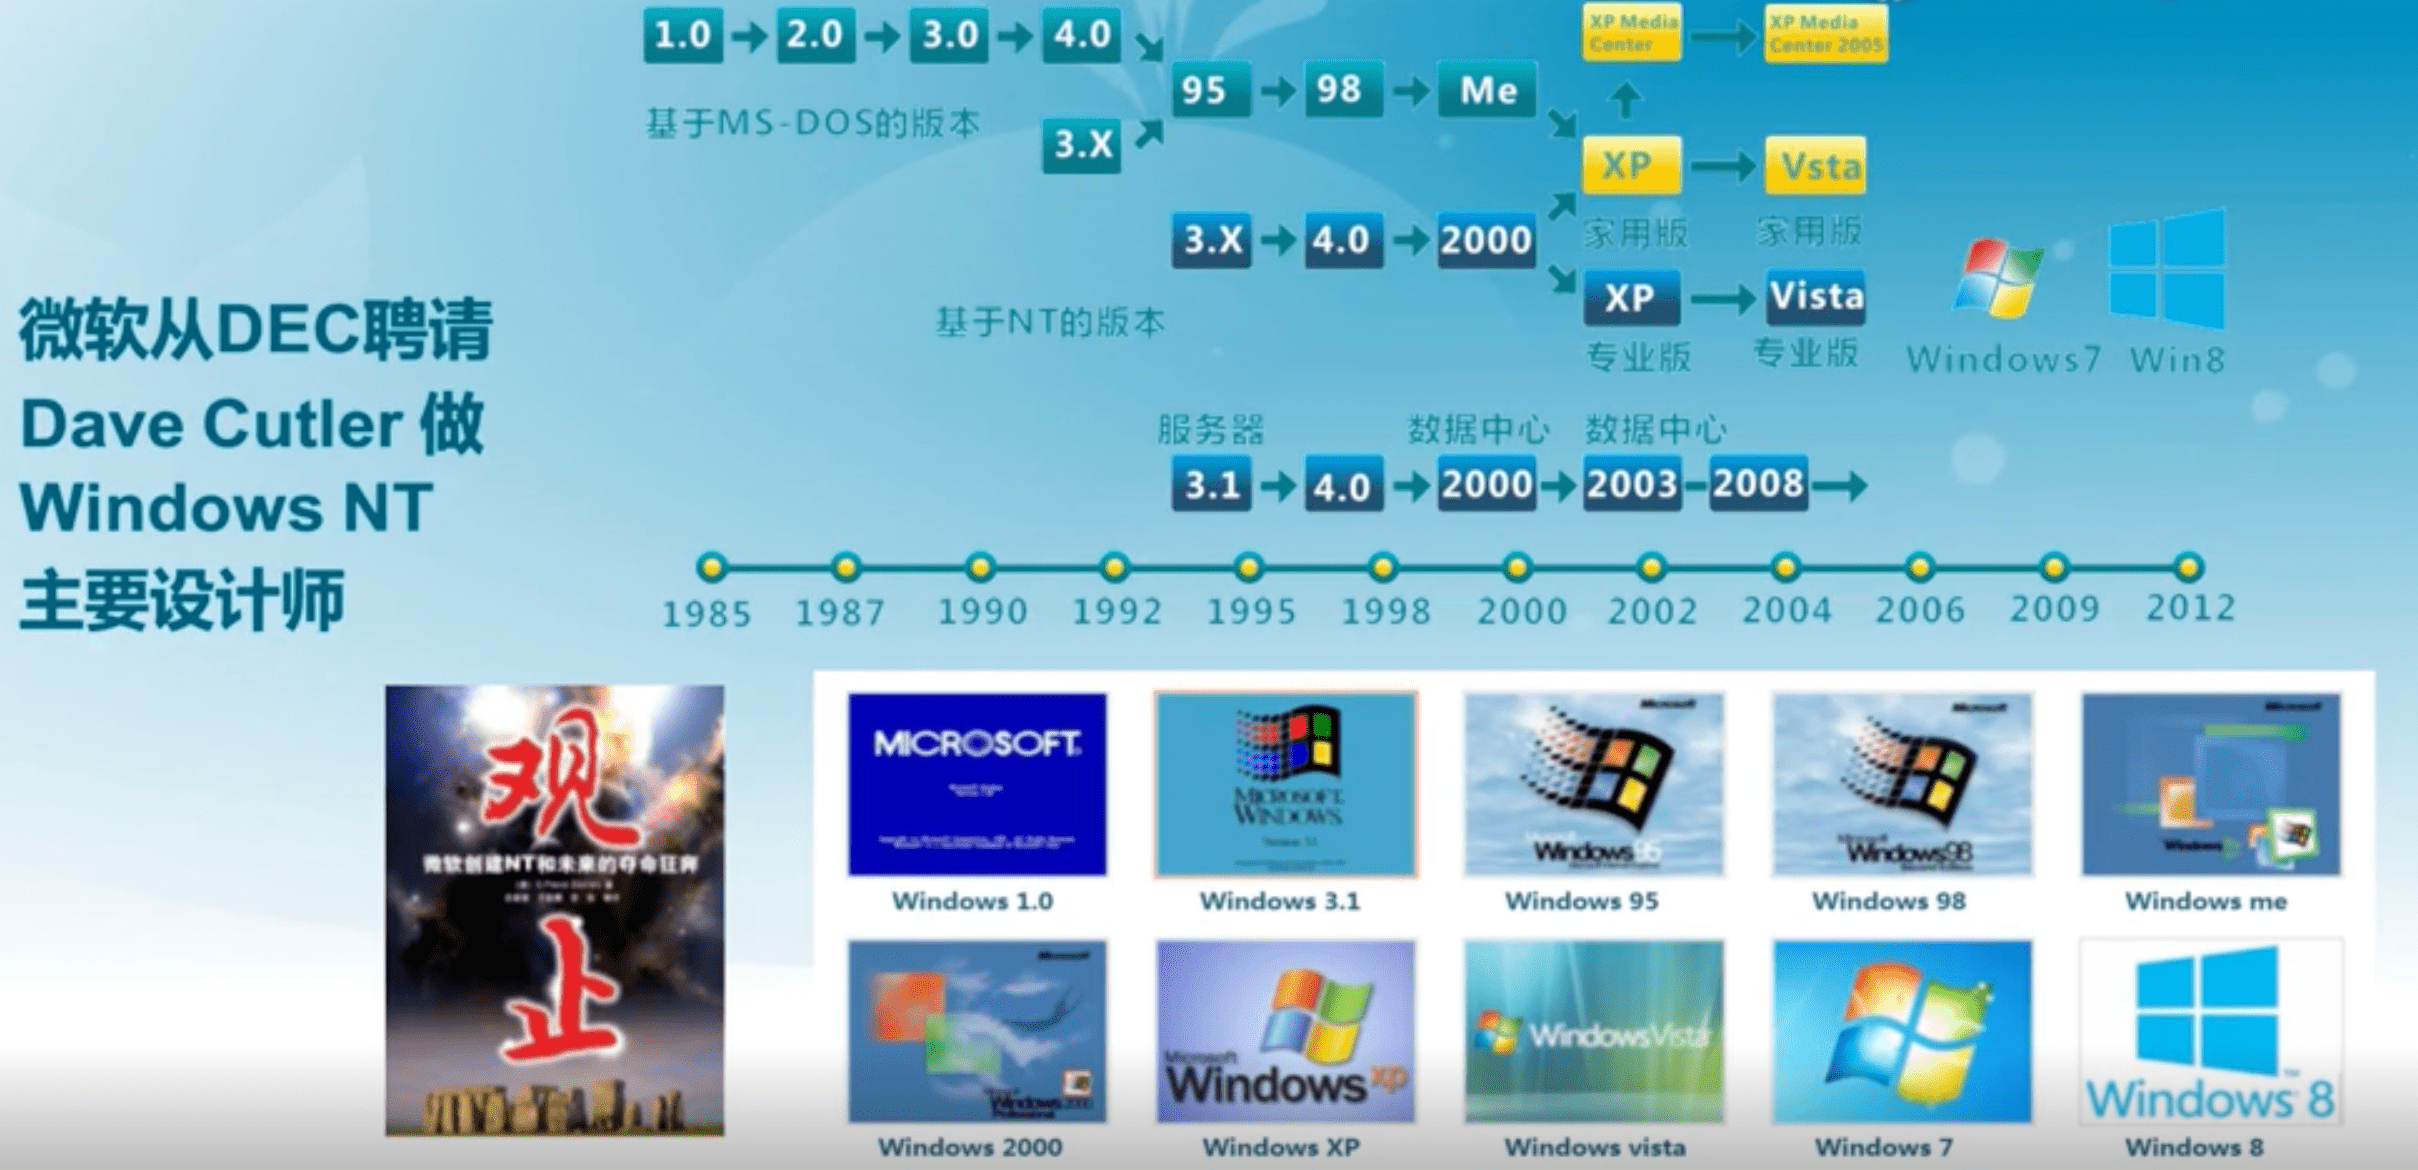 1.0
2.0
3.0
4.0
XP Media
Center
XP Media
Center 2005
95
98
Me
基于MS-DOS的版本
3.X
XP
Vsta
家用版
家用版
3.X
4.0
2000
基于NT的版本
XP
Vista
专业版
专业版
Windows7
Win8
微软从DEC聘请
Dave Cutler 做
Windows NT
主要设计师
服务器
数据中心
数据中心
3.1
4.0
2000
2003
2008
1985
1987
1990
1992
1995
1998
2000
2002
2004
2006
2009
2012
观
微软创建NT和未来的夺命狂奔
止
MICROSOFT
MICROSOFT
WINDOWS
Microsoft
Windows 95
Microsoft
Windows 98
Microsoft
Windows
Windows 1.0
Windows 3.1
Windows 95
Windows 98
Windows me
Microsoft
Windows 2000
Professional
Microsoft
Windows xp
WindowsVista
Windows 8
Windows 2000
Windows XP
Windows vista
Windows 7
Windows 8